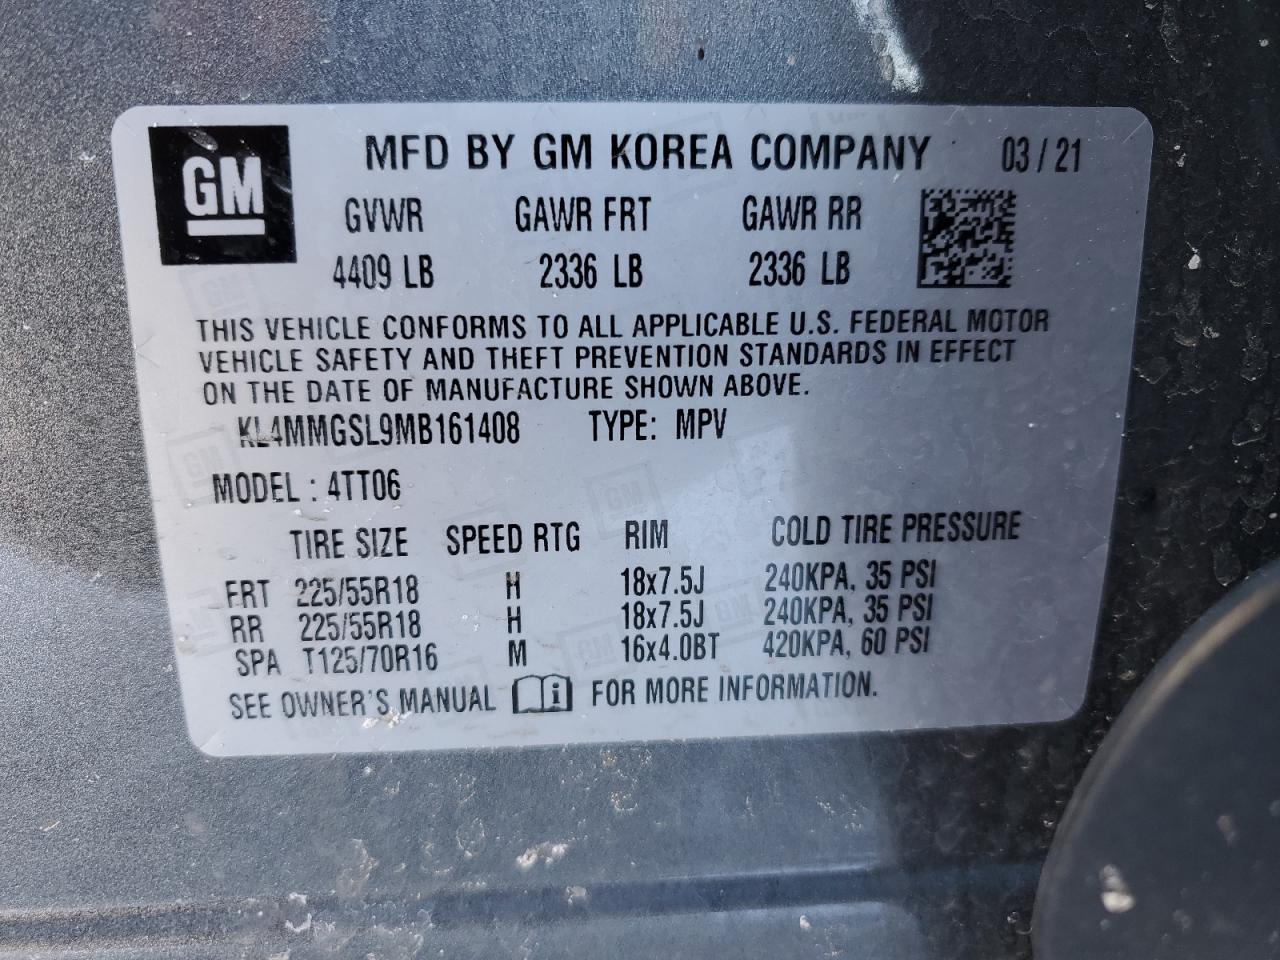 GM
MFD BY GM KOREA COMPANY 03 / 21
GVWR GAWR FRT GAWR RR
4409 LB 2336 LB 2336 LB
THIS VEHICLE CONFORMS TO ALL APPLICABLE U.S. FEDERAL MOTOR
VEHICLE SAFETY AND THEFT PREVENTION STANDARDS IN EFFECT
ON THE DATE OF MANUFACTURE SHOWN ABOVE.
KL4MMGSL9MB161408 TYPE: MPV
MODEL : 4TT06
TIRE SIZE SPEED RTG RIM COLD TIRE PRESSURE
FRT 225/55R18 H 18x7.5J 240KPA, 35 PSI
RR 225/55R18 H 18x7.5J 240KPA, 35 PSI
SPA T125/70R16 M 16x4.0BT 420KPA, 60 PSI
SEE OWNER'S MANUAL i FOR MORE INFORMATION.